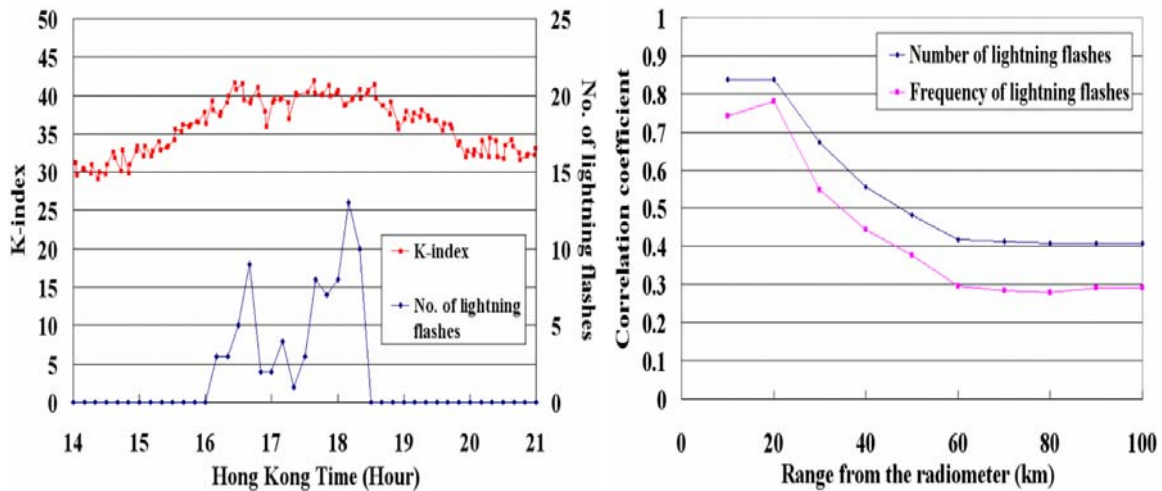 50
45
40
35
30
25
20
15
10
5
0
K-index
25
20
15
10
5
0
No. of lightning flashes
K-index
No. of lightning
flashes
14 15 16 17 18 19 20 21
Hong Kong Time (Hour)
1
0.9
0.8
0.7
0.6
0.5
0.4
0.3
0.2
0.1
0
Correlation coefficient
Number of lightning flashes
Frequency of lightning flashes
0 20 40 60 80 100
Range from the radiometer (km)